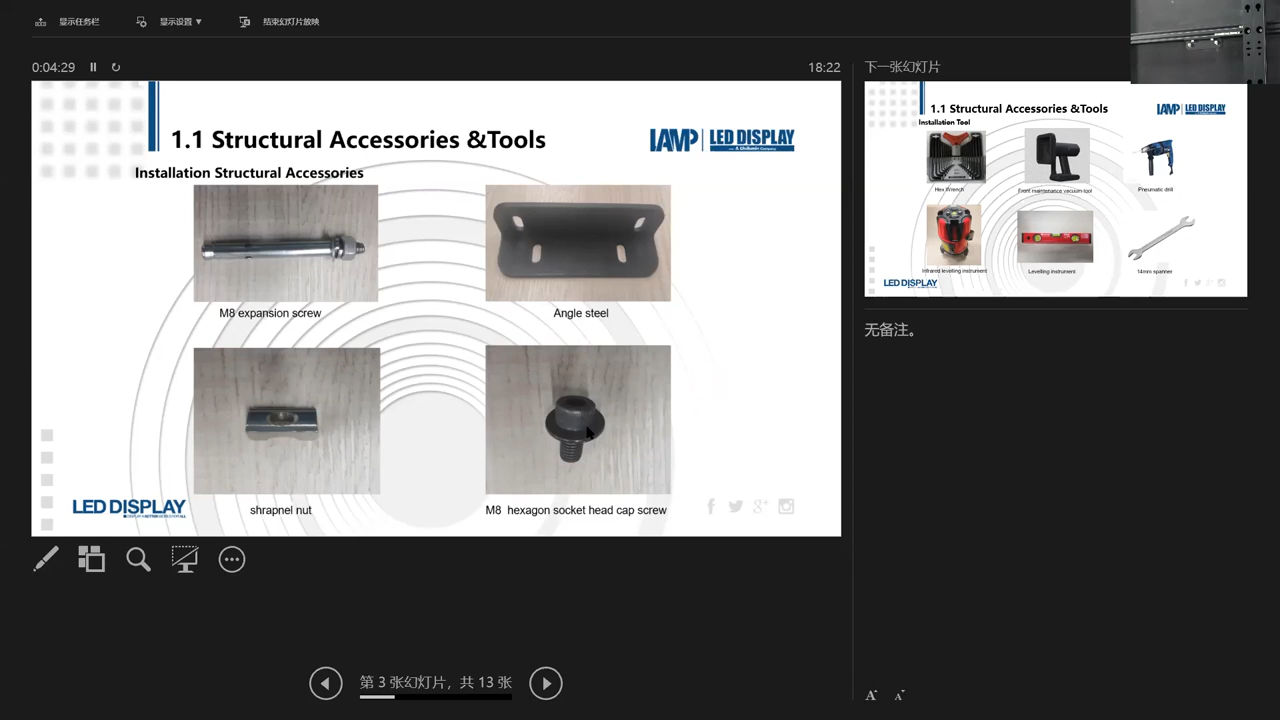 显示任务栏
显示设置 ▼
结束幻灯片放映
0:04:29
18:22
1.1 Structural Accessories &Tools
IAMP
LED DISPLAY
Installation Structural Accessories
M8 expansion screw
Angle steel
shrapnel nut
M8 hexagon socket head cap screw
LED DISPLAY
下一张幻灯片
1.1 Structural Accessories &Tools
LED DISPLAY
Installation Tool
Hex Wrench
Front maintenance vacuum tool
Pneumatic drill
Infrared levelling instrument
Levelling instrument
14mm spanner
LED DISPLAY
无备注。
第 3 张幻灯片，共 13 张
A A